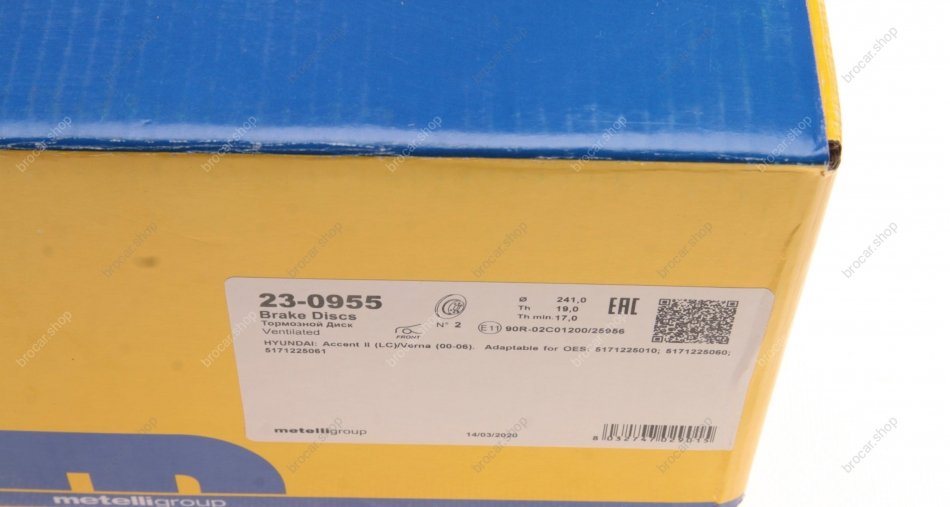 23-0955
Brake Discs
Тормозной Диск
Ventilated
FRONT
N° 2
Ø 241,0
Th 19,0
Th min. 17,0
EAC
E11 90R-02C01200/25956
HYUNDAI: Accent II (LC)/Verna (00-06). Adaptable for OES: 5171225010; 5171225060;
5171225061
metelligroup
14/03/2020
metelligroup
brocar.shop